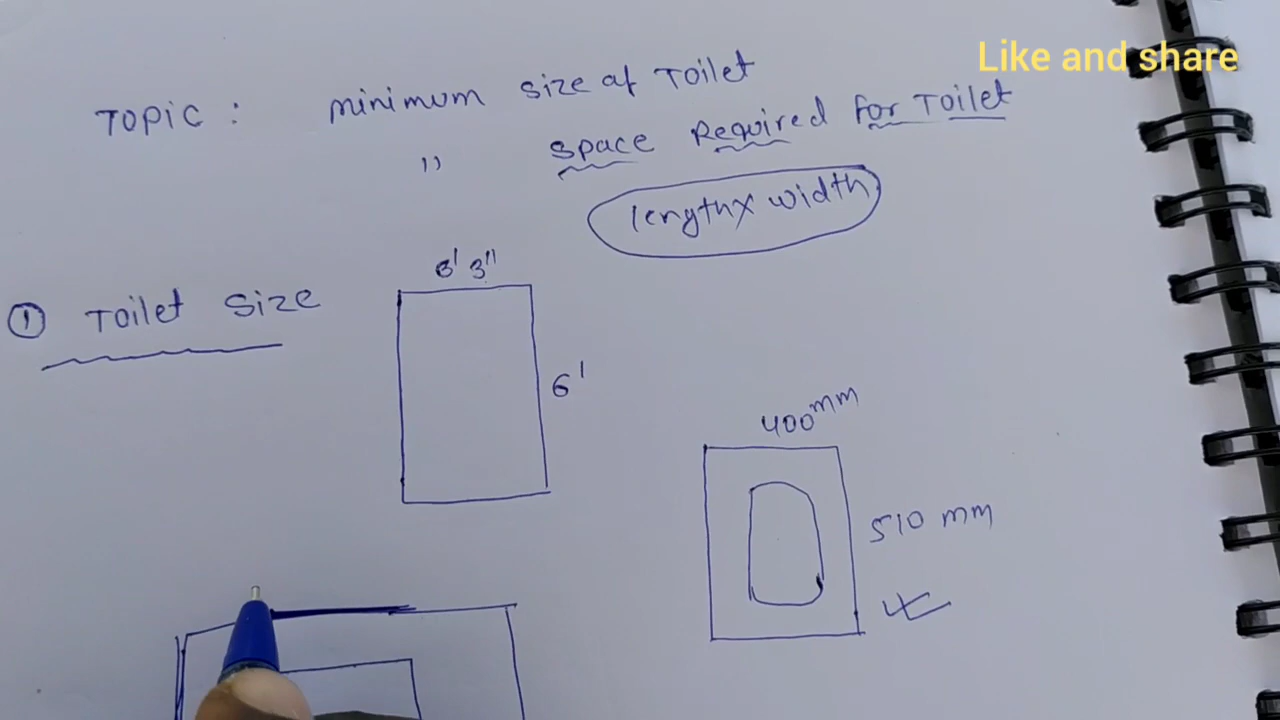 Like and share
TOPIC : minimum size of Toilet
" space Required for Toilet
lengthx width
3' 3"
① Toilet size
6'
400mm
510 mm